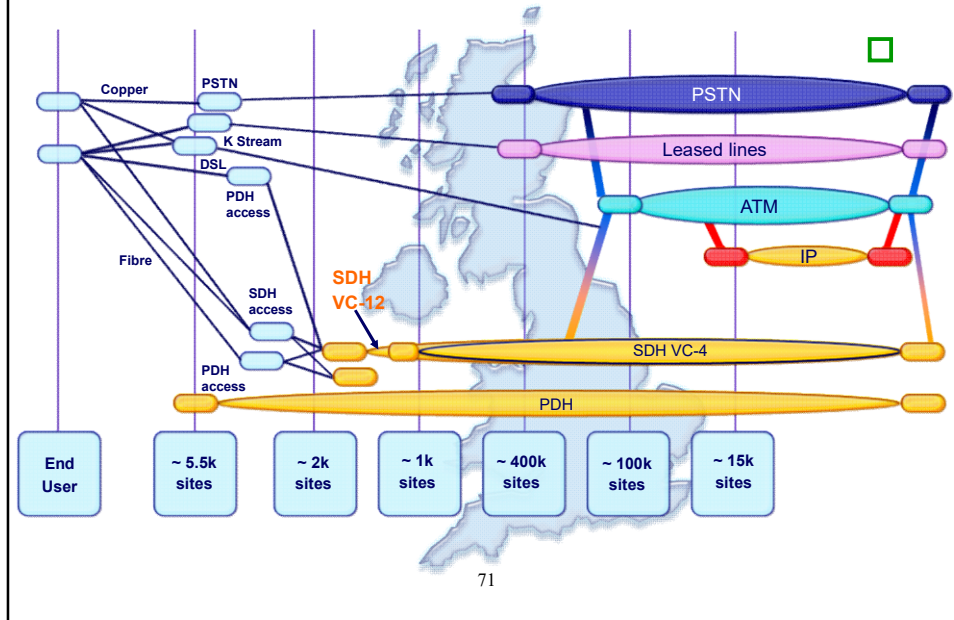 Copper
PSTN
K Stream
DSL
PDH
access
Fibre
SDH
access
PDH
access
SDH
VC-12
PSTN
Leased lines
ATM
IP
SDH VC-4
PDH
End
User
~ 5.5k
sites
~ 2k
sites
~ 1k
sites
~ 400k
sites
~ 100k
sites
~ 15k
sites
71